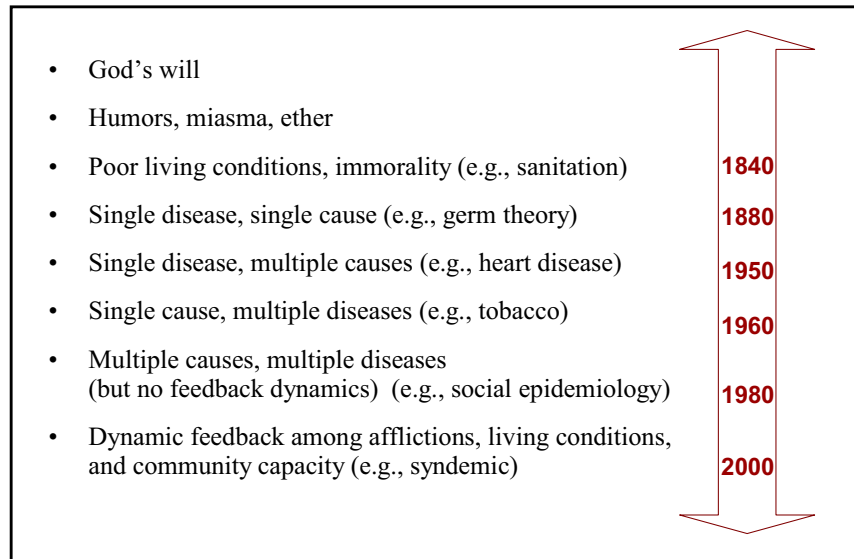 • God’s will
• Humors, miasma, ether
• Poor living conditions, immorality (e.g., sanitation) 1840
• Single disease, single cause (e.g., germ theory) 1880
• Single disease, multiple causes (e.g., heart disease) 1950
• Single cause, multiple diseases (e.g., tobacco) 1960
• Multiple causes, multiple diseases
(but no feedback dynamics)  (e.g., social epidemiology) 1980
• Dynamic feedback among afflictions, living conditions,
and community capacity (e.g., syndemic) 2000